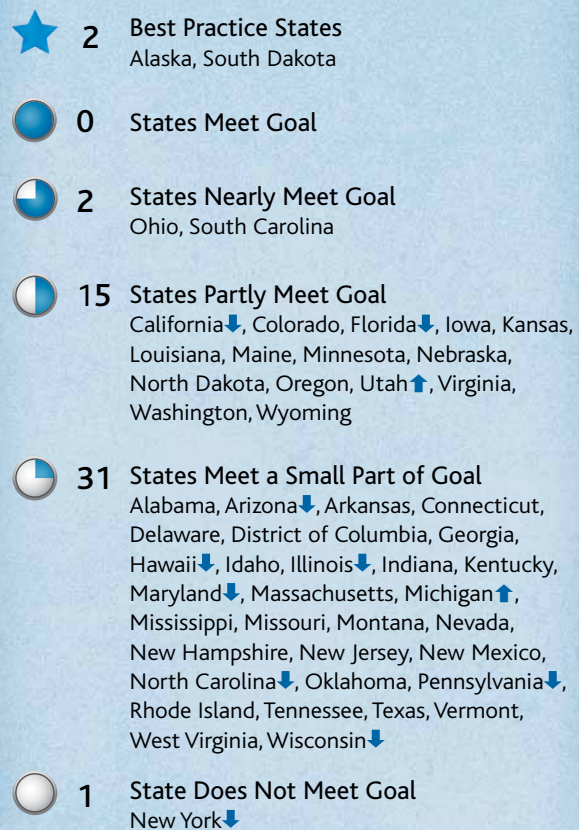 2 Best Practice States
Alaska, South Dakota
0 States Meet Goal
2 States Nearly Meet Goal
Ohio, South Carolina
15 States Partly Meet Goal
California⬇, Colorado, Florida⬇, Iowa, Kansas,
Louisiana, Maine, Minnesota, Nebraska,
North Dakota, Oregon, Utah⬆, Virginia,
Washington, Wyoming
31 States Meet a Small Part of Goal
Alabama, Arizona⬇, Arkansas, Connecticut,
Delaware, District of Columbia, Georgia,
Hawaii⬇, Idaho, Illinois⬇, Indiana, Kentucky,
Maryland⬇, Massachusetts, Michigan⬆,
Mississippi, Missouri, Montana, Nevada,
New Hampshire, New Jersey, New Mexico,
North Carolina⬇, Oklahoma, Pennsylvania⬇,
Rhode Island, Tennessee, Texas, Vermont,
West Virginia, Wisconsin⬇
1 State Does Not Meet Goal
New York⬇